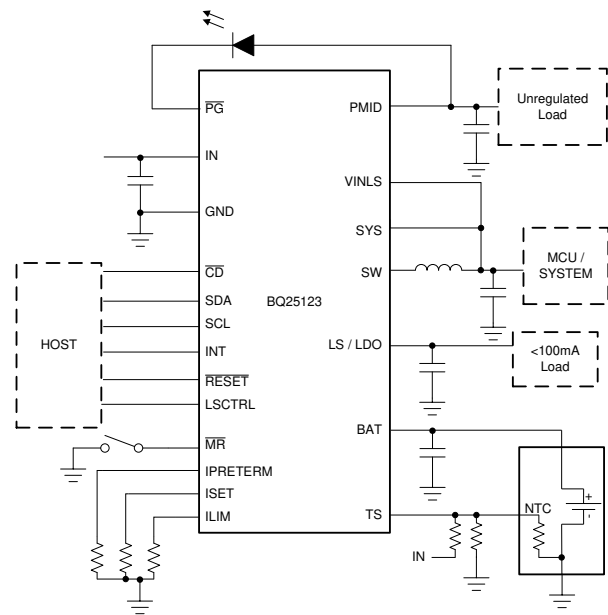 PG
PMID
Unregulated
Load
IN
VINLS
GND
SYS
CD
SW
MCU /
SYSTEM
SDA
BQ25123
SCL
HOST
INT
LS / LDO
<100mA
Load
RESET
LSCTRL
BAT
MR
IPRETERM
ISET
ILIM
TS
NTC
+
-
IN